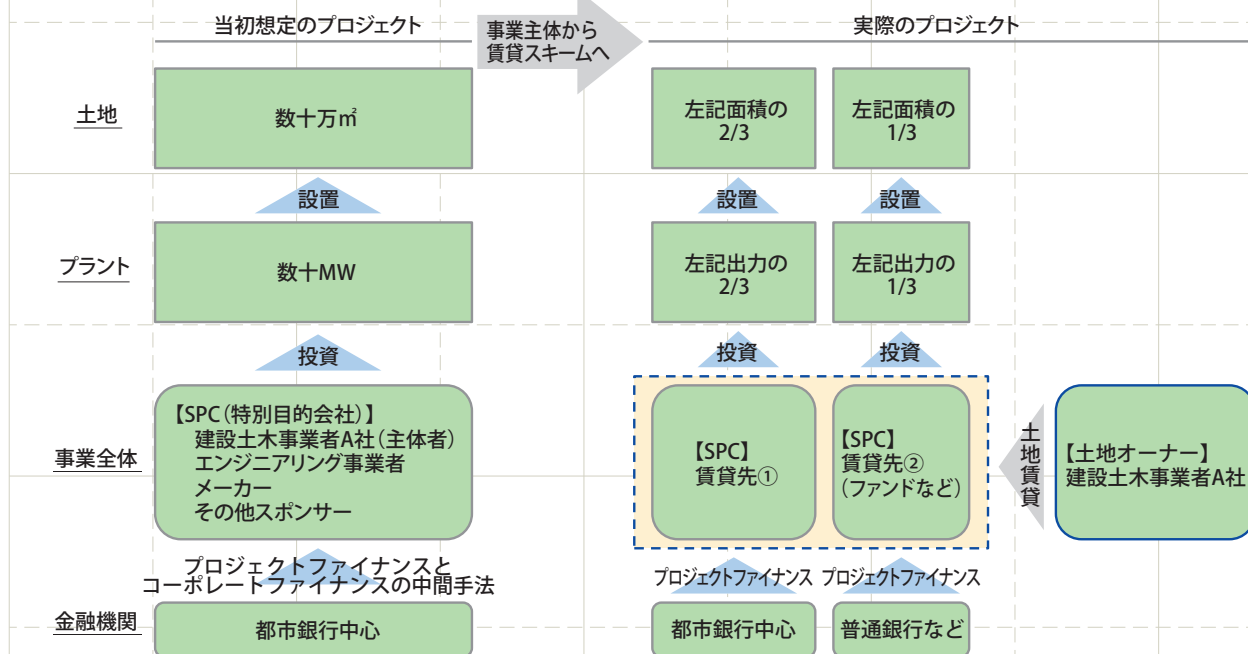 当初想定のプロジェクト
事業主体から
賃貸スキームへ
実際のプロジェクト
土地
数十万㎡
左記面積の
2/3
左記面積の
1/3
設置
設置
設置
プラント
数十MW
左記出力の
2/3
左記出力の
1/3
投資
投資
投資
事業全体
【SPC（特別目的会社）】
建設土木事業者A社（主体者）
エンジニアリング事業者
メーカー
その他スポンサー
【SPC】
賃貸先①
【SPC】
賃貸先②
（ファンドなど）
土地賃貸
【土地オーナー】
建設土木事業者A社
プロジェクトファイナンスと
コーポレートファイナンスの中間手法
プロジェクトファイナンス
プロジェクトファイナンス
金融機関
都市銀行中心
都市銀行中心
普通銀行など